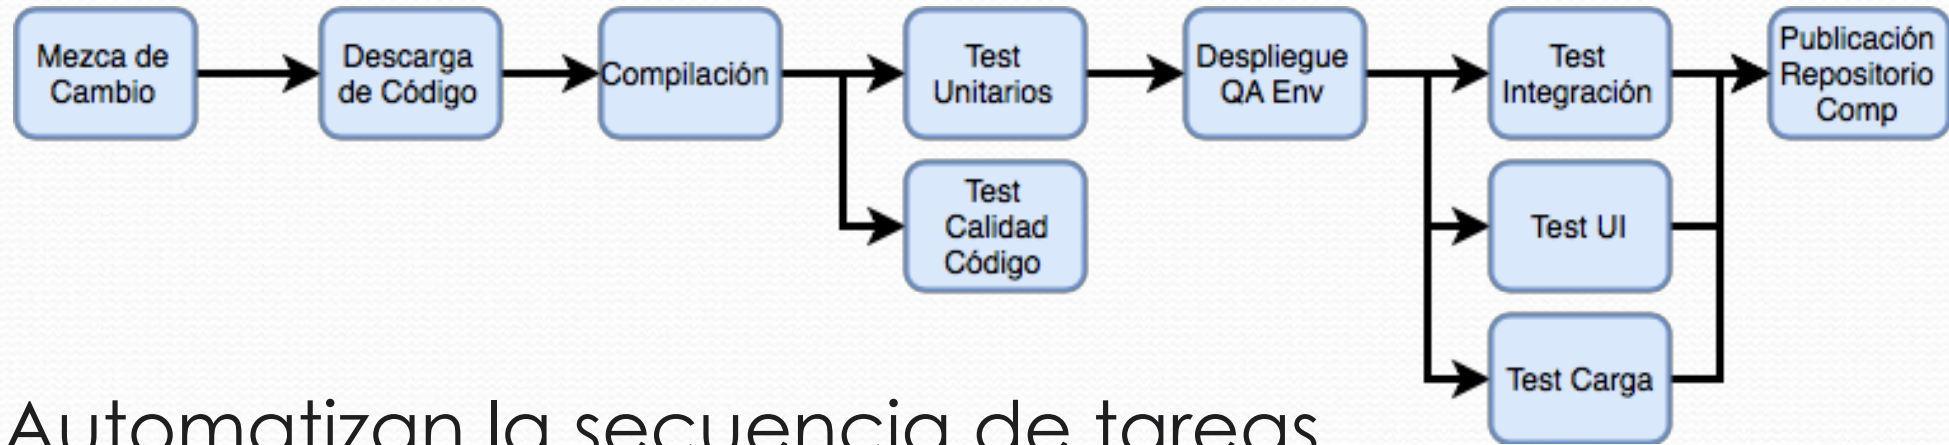 Mezca de
Cambio
Descarga
de Código
Compilación
Test
Unitarios
Despliegue
QA Env
Test
Integración
Publicación
Repositorio
Comp
Test
Calidad
Código
Test UI
Test Carga
Automatizan la secuencia de tareas